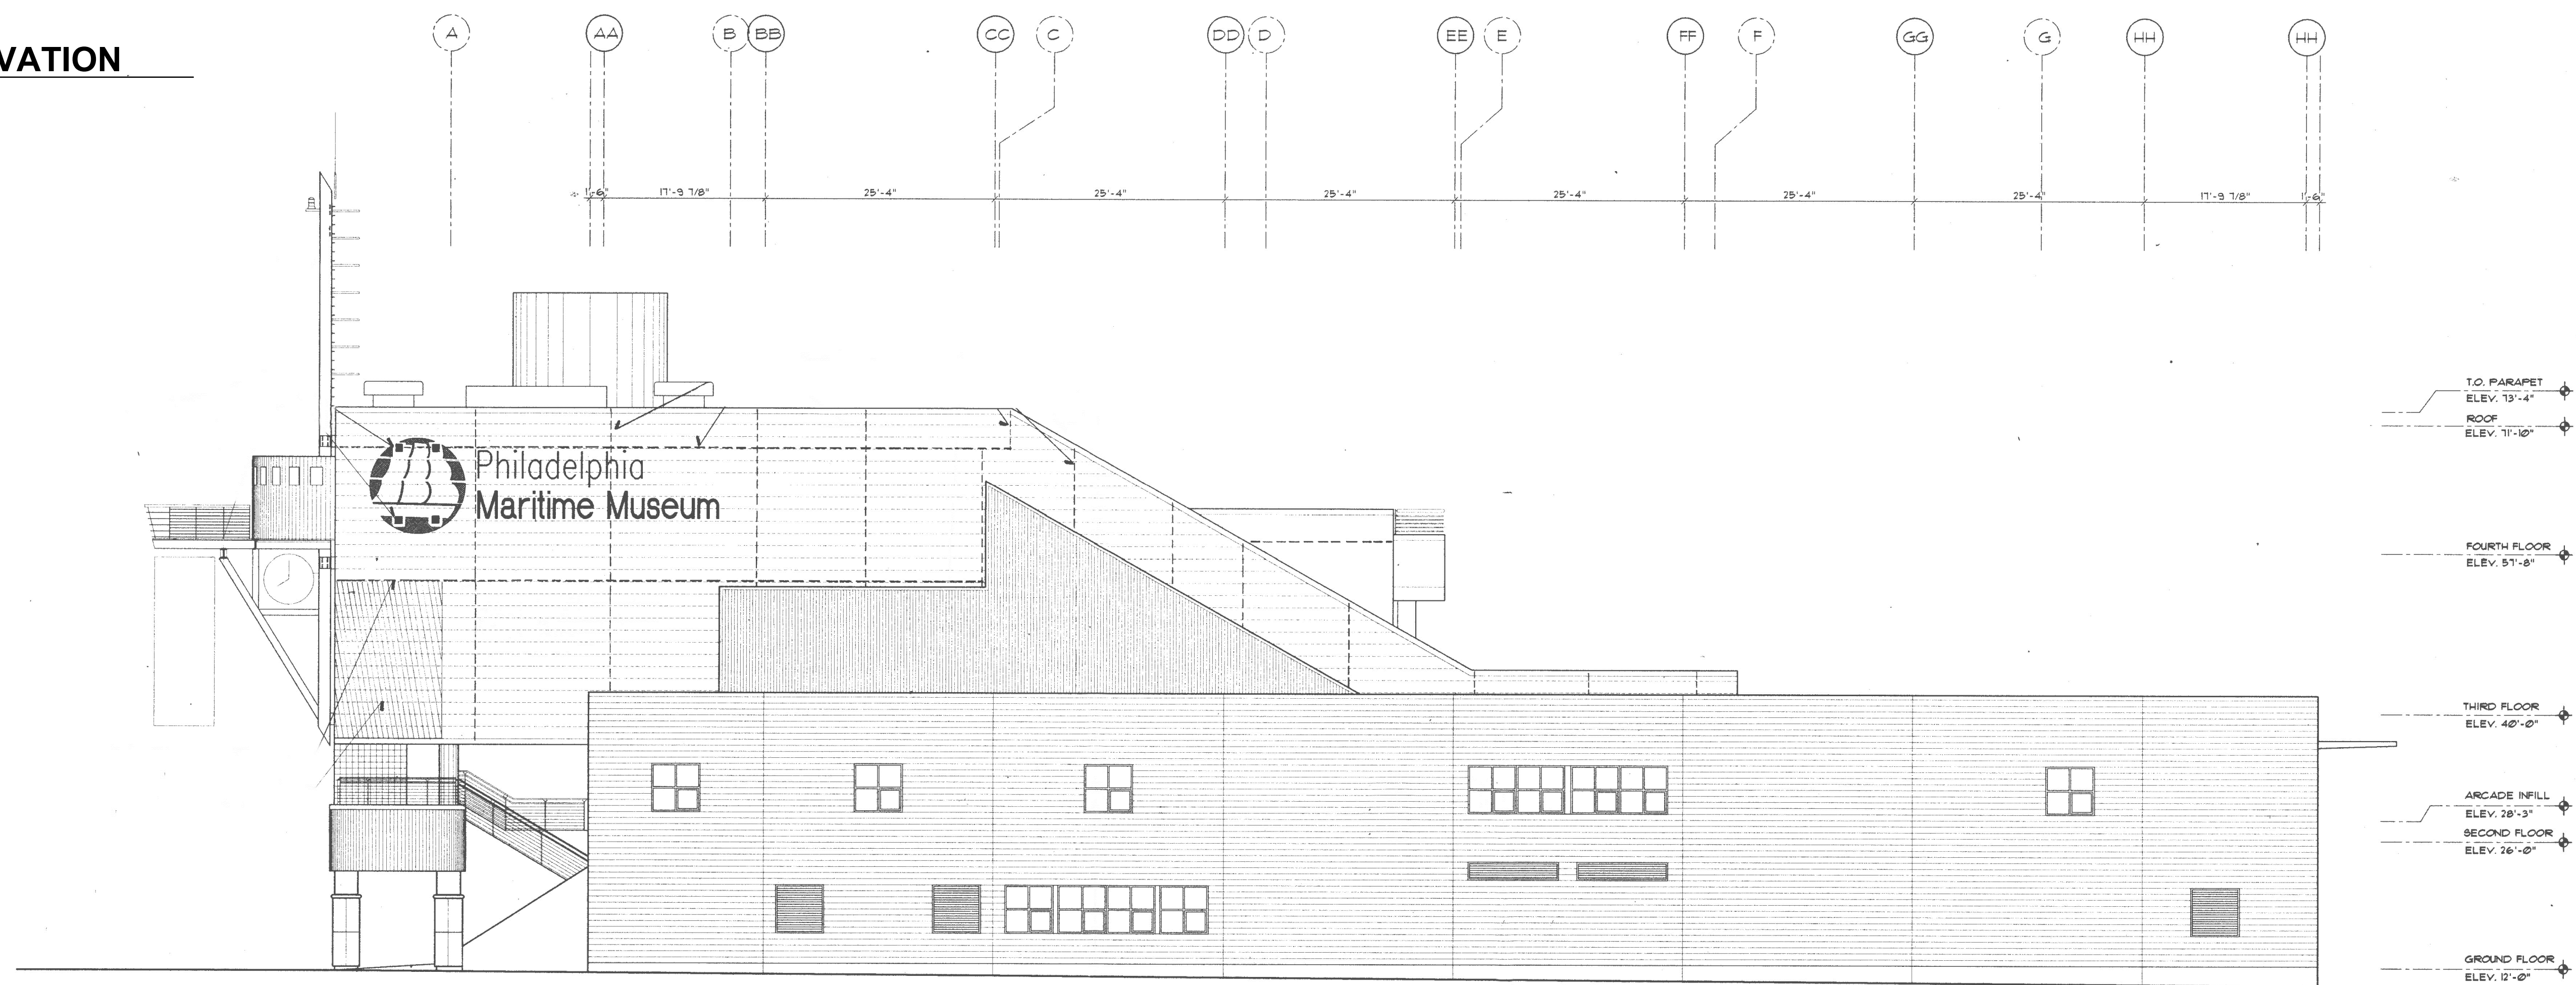 VATION
A AA B BB CC C DD D EE E FF F GG G HH HH
1'-6" 17'-9 7/8" 25'-4" 25'-4" 25'-4" 25'-4" 25'-4" 25'-4" 17'-9 7/8" 1'-6"
T.O. PARAPET
ELEV. 73'-4"
ROOF
ELEV. 71'-10"
Philadelphia
Maritime Museum
FOURTH FLOOR
ELEV. 57'-8"
THIRD FLOOR
ELEV. 40'-0"
ARCADE INFILL
ELEV. 28'-3"
SECOND FLOOR
ELEV. 26'-0"
GROUND FLOOR
ELEV. 12'-0"